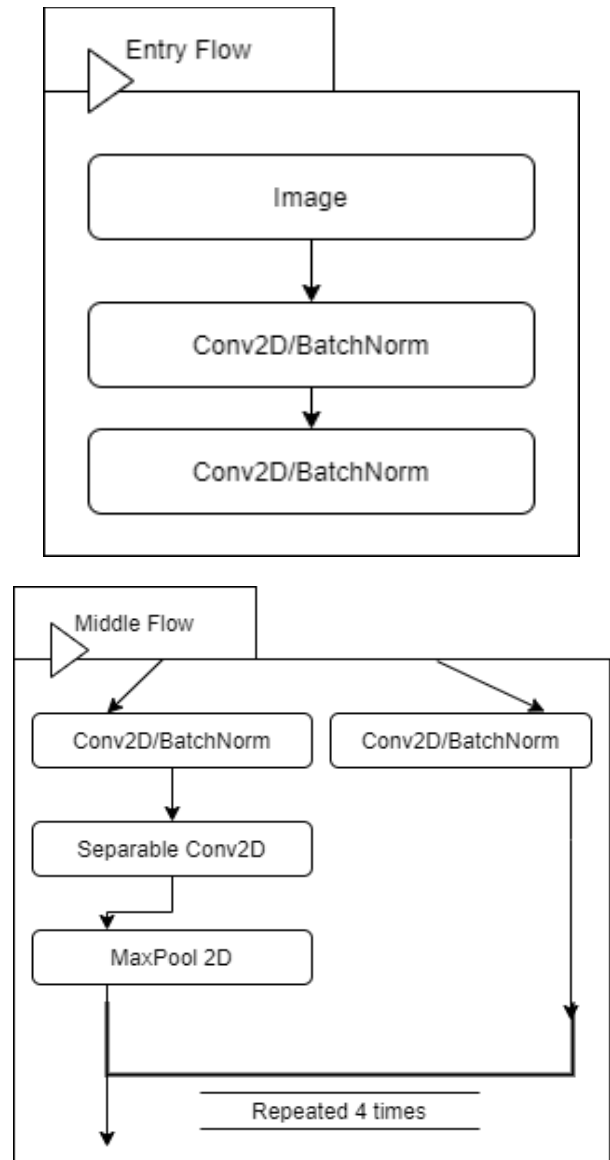 Entry Flow
Image
Conv2D/BatchNorm
Conv2D/BatchNorm
Middle Flow
Conv2D/BatchNorm Conv2D/BatchNorm
Separable Conv2D
MaxPool 2D
Repeated 4 times